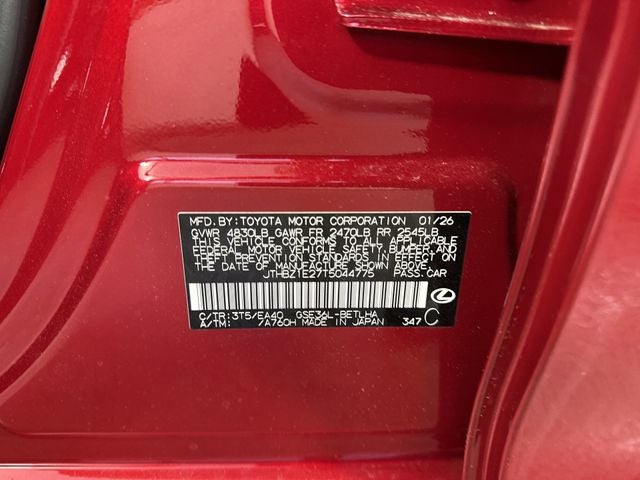 MFD.BY:TOYOTA MOTOR CORPORATION 01/26
GVWR 4830LB GAWR FR 2470LB RR 2545LB
THIS VEHICLE CONFORMS TO ALL APPLICABLE
FEDERAL MOTOR VEHICLE SAFETY, BUMPER, AND
THEFT PREVENTION STANDARDS IN EFFECT ON
THE DATE OF MANUFACTURE SHOWN ABOVE.
JTHBZ1E27T5044775 PASS.CAR
C/TR:3T5/EA40 GSE36L-BETLHA
A/TM: /A760H MADE IN JAPAN 347 C